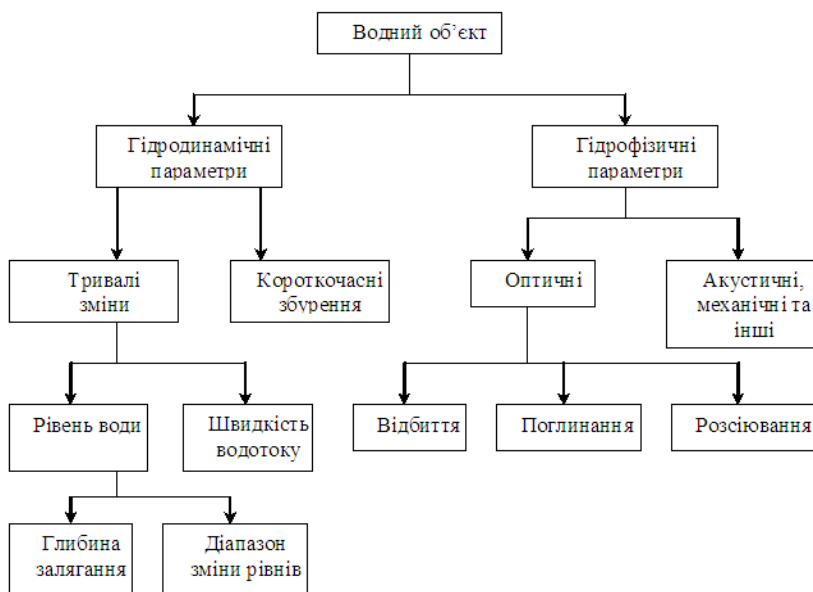 Водний об’єкт
Гідродинамічні
параметри
Гідрофізичні
параметри
Тривалі
зміни
Короткочасні
збурення
Оптичні
Акустичні,
механічні та
інші
Рівень води
Швидкість
водотоку
Відбиття
Поглинання
Розсіювання
Глибина
залягання
Діапазон
зміни рівнів